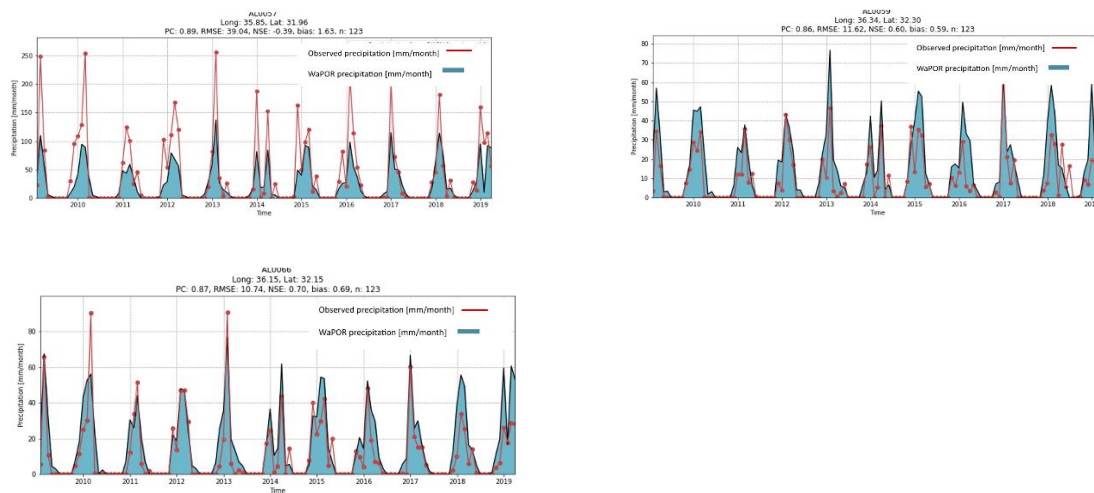 AL0057
Long: 35.85, Lat: 31.96
PC: 0.89, RMSE: 39.04, NSE: -0.39, bias: 1.63, n: 123
Observed precipitation [mm/month]
WaPOR precipitation [mm/month]
Precipitation [mm/month]
250
200
150
100
50
0
2010 2011 2012 2013 2014 2015 2016 2017 2018 2019
Time
AL0059
Long: 36.34, Lat: 32.30
PC: 0.86, RMSE: 11.62, NSE: 0.60, bias: 0.59, n: 123
Observed precipitation [mm/month]
WaPOR precipitation [mm/month]
Precipitation [mm/month]
80
70
60
50
40
30
20
10
0
2010 2011 2012 2013 2014 2015 2016 2017 2018 201
Time
AL0066
Long: 36.15, Lat: 32.15
PC: 0.87, RMSE: 10.74, NSE: 0.70, bias: 0.69, n: 123
Observed precipitation [mm/month]
WaPOR precipitation [mm/month]
Precipitation [mm/month]
80
60
40
20
0
2010 2011 2012 2013 2014 2015 2016 2017 2018 2019
Time